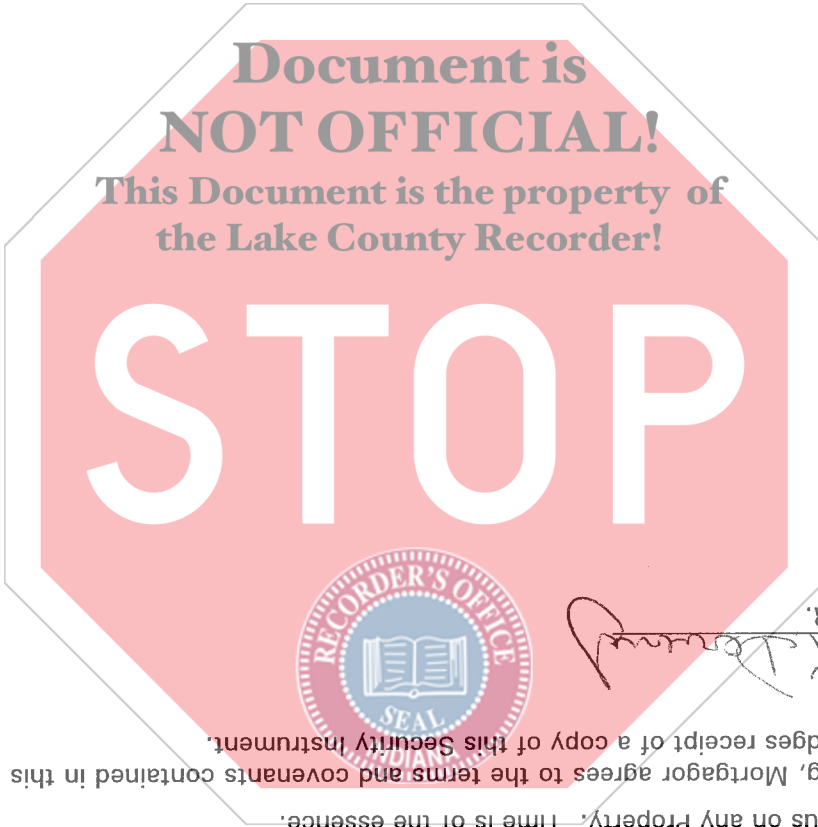 Document is
NOT OFFICIAL!
This Document is the property of
the Lake County Recorder!
STOP
RECORDER'S OFFICE
SEAL
INDIANA
us on any Property. Time is of the essence.
g, Mortgagor agrees to the terms and covenants contained in this
dges receipt of a copy of this Security Instrument.